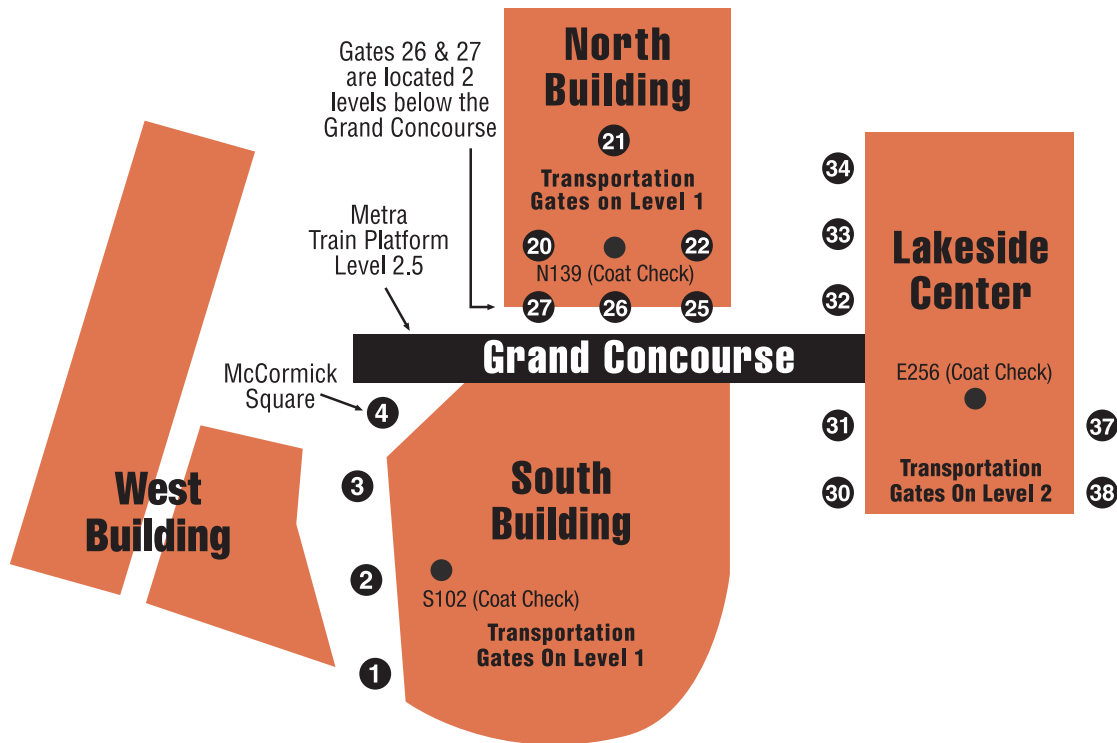 Gates 26 & 27
are located 2
levels below the
Grand Concourse
North
Building
21
Transportation
Gates on Level 1
20
22
N139 (Coat Check)
27
26
25
Metra
Train Platform
Level 2.5
34
33
32
Lakeside
Center
Grand Concourse
E256 (Coat Check)
McCormick
Square
4
3
2
1
West
Building
South
Building
S102 (Coat Check)
Transportation
Gates On Level 1
31
30
37
38
Transportation
Gates On Level 2